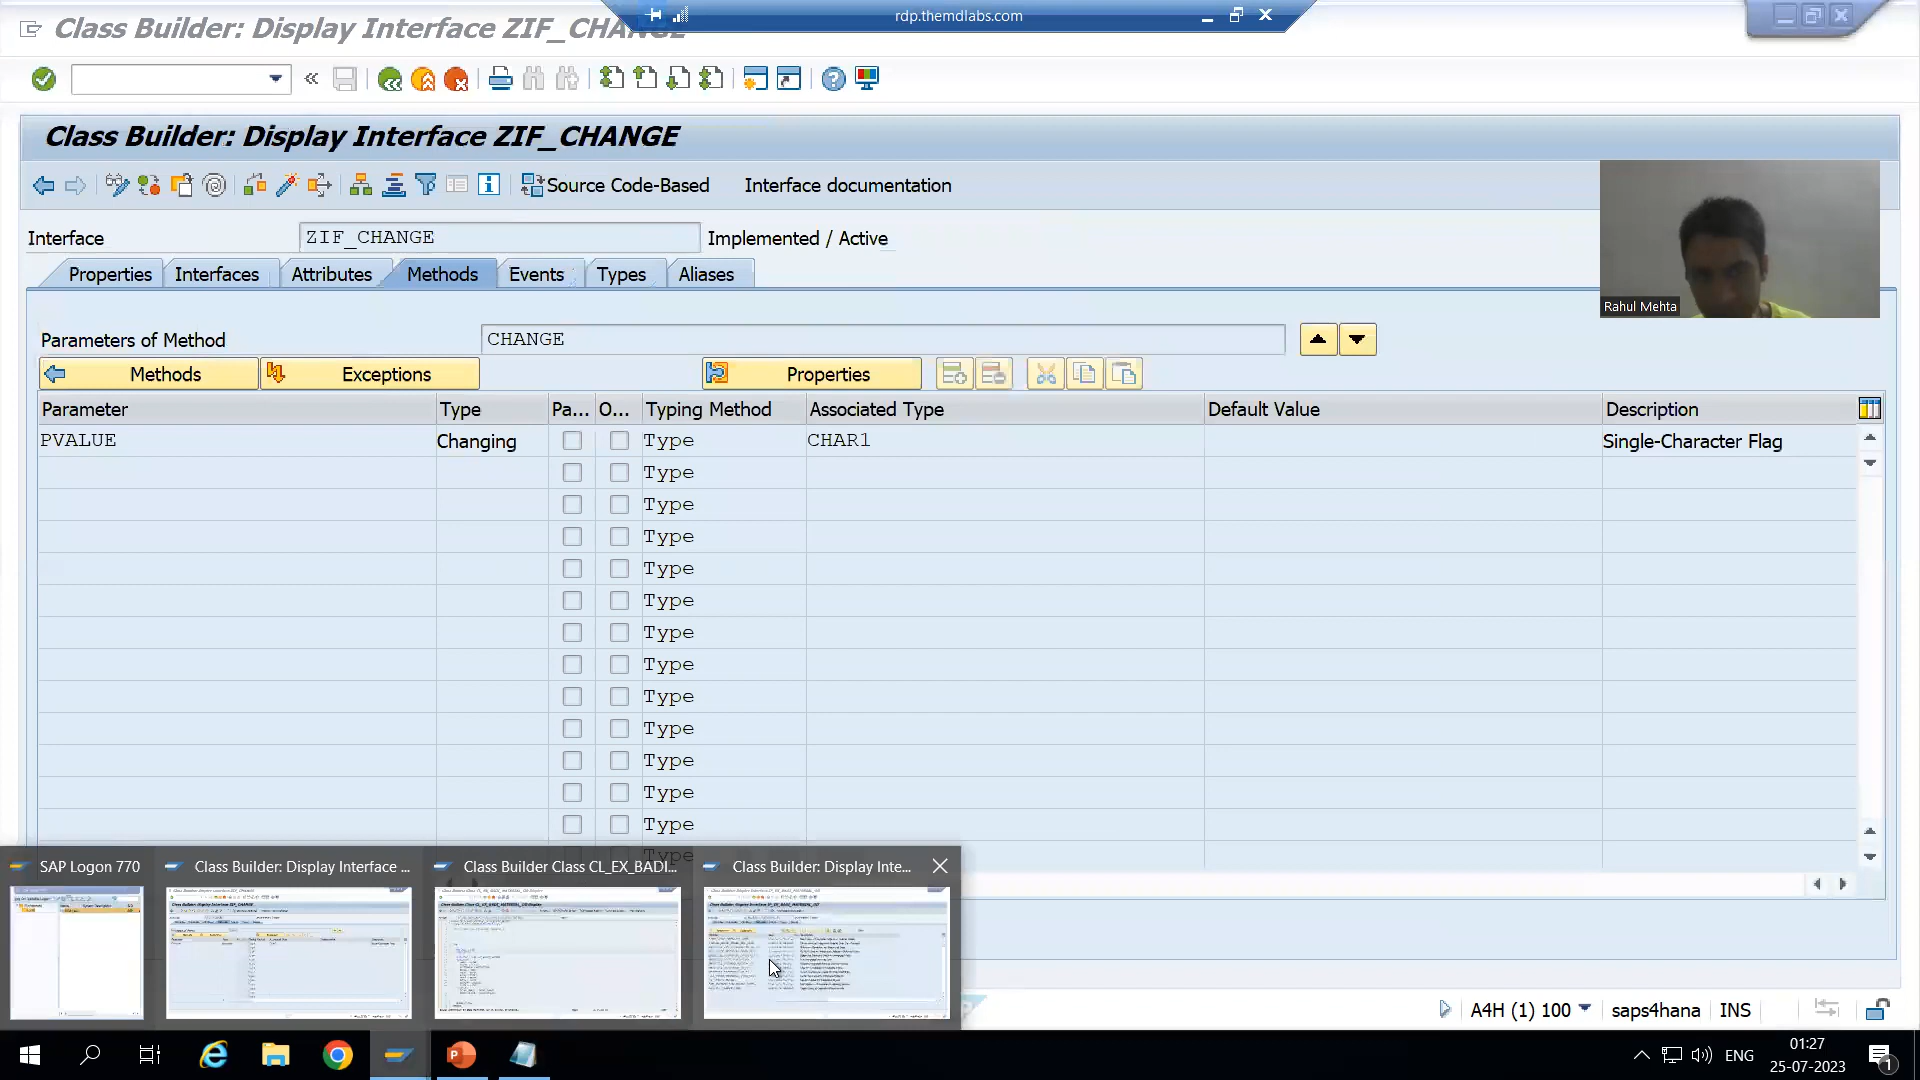 Class Builder: Display Interface ZIF_CHANGE
rdp.themdlabs.com
Class Builder: Display Interface ZIF_CHANGE
Source Code-Based
Interface documentation
Interface
ZIF_CHANGE
Implemented / Active
Properties
Interfaces
Attributes
Methods
Events
Types
Aliases
Rahul Mehta
Parameters of Method
CHANGE
Methods
Exceptions
Properties
Parameter
Type
Pa...
O...
Typing Method
Associated Type
Default Value
Description
PVALUE
Changing
Type
CHAR1
Single-Character Flag
Type
Type
Type
Type
Type
Type
Type
Type
Type
Type
Type
Type
Type
SAP Logon 770
Class Builder: Display Interface ...
Class Builder Class CL_EX_BADI...
Class Builder: Display Inte...
A4H (1) 100
saps4hana
INS
ENG
01:27
25-07-2023
1